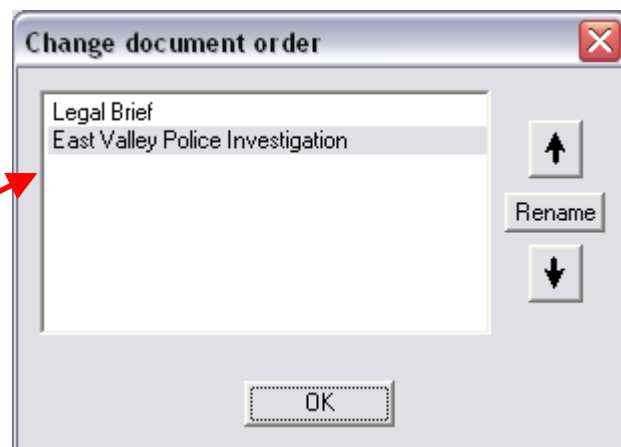 Change document order
Legal Brief
East Valley Police Investigation
Rename
OK